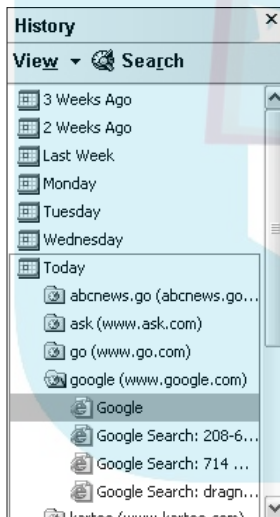 History
View Search
3 Weeks Ago
2 Weeks Ago
Last Week
Monday
Tuesday
Wednesday
Today
abcnews.go (abcnews.go...
ask (www.ask.com)
go (www.go.com)
google (www.google.com)
Google
Google Search: 208-6...
Google Search: 714 ...
Google Search: dragn...